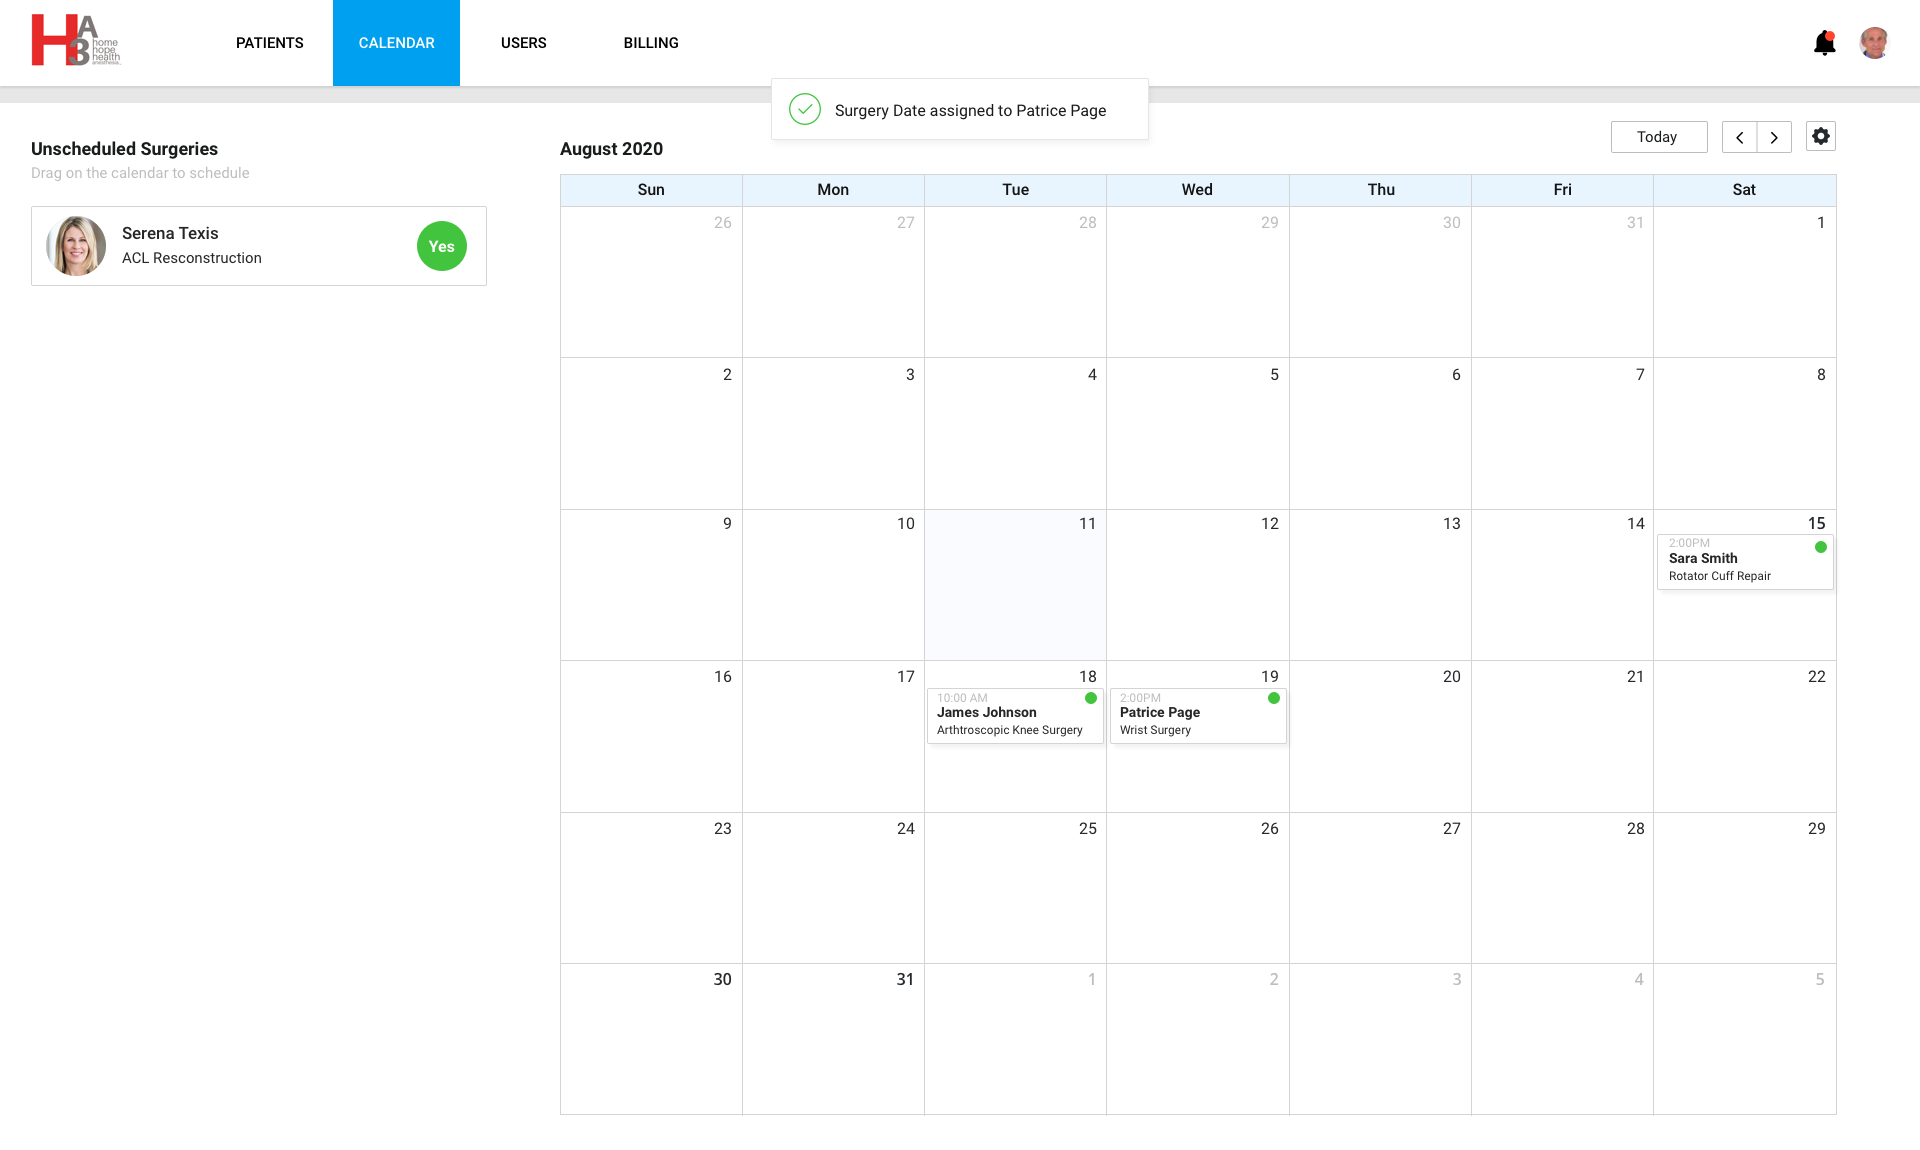 HA3 home
hope
health
anesthesia
PATIENTS
CALENDAR
USERS
BILLING
Surgery Date assigned to Patrice Page
Unscheduled Surgeries
Drag on the calendar to schedule
Serena Texis
ACL Resconstruction
Yes
August 2020
Today
Sun Mon Tue Wed Thu Fri Sat
26 27 28 29 30 31 1
2 3 4 5 6 7 8
9 10 11 12 13 14 15
2:00PM
Sara Smith
Rotator Cuff Repair
16 17 18 19 20 21 22
10:00 AM
James Johnson
Arthtroscopic Knee Surgery
2:00PM
Patrice Page
Wrist Surgery
23 24 25 26 27 28 29
30 31 1 2 3 4 5